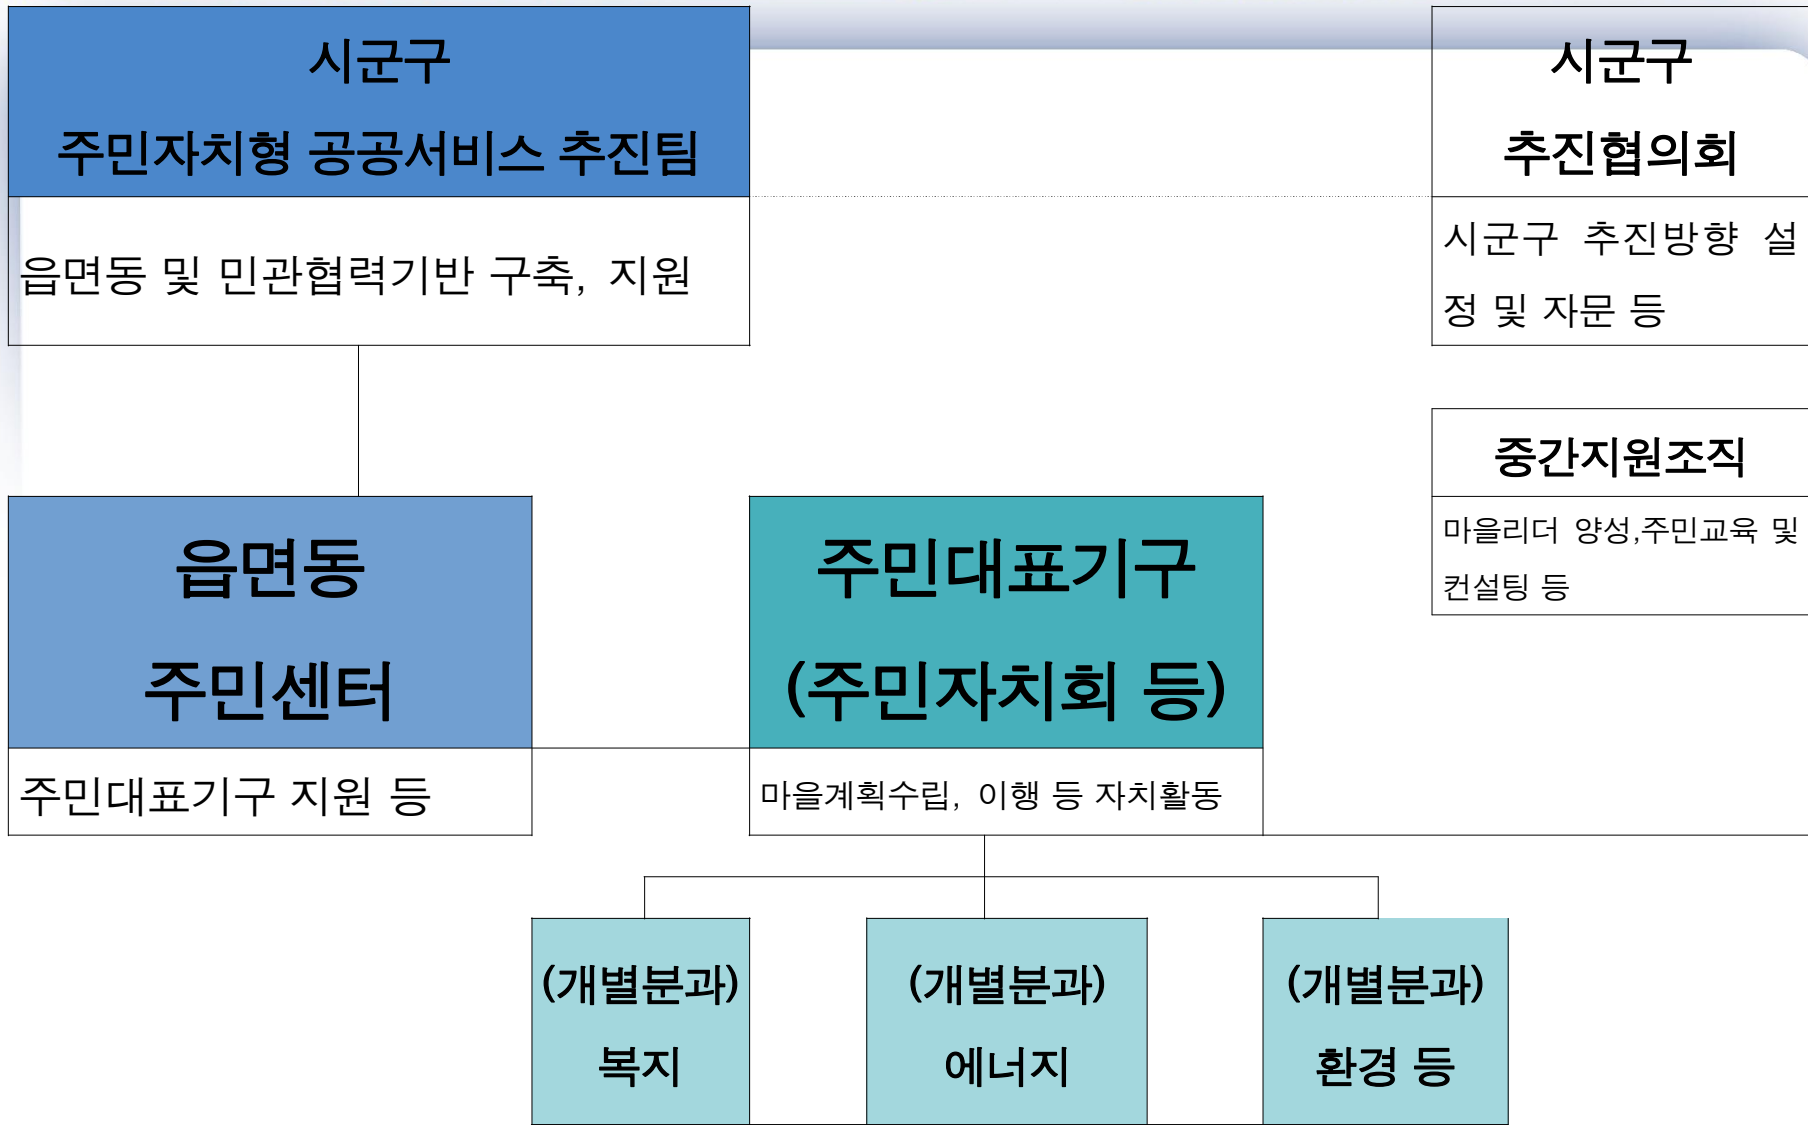 시군구
주민자치형 공공서비스 추진팀
읍면동 및 민관협력기반 구축, 지원
시군구
추진협의회
시군구 추진방향 설
정 및 자문 등
중간지원조직
마을리더 양성,주민교육 및
컨설팅 등
읍면동
주민센터
주민대표기구 지원 등
주민대표기구
(주민자치회 등)
마을계획수립, 이행 등 자치활동
(개별분과)
복지
(개별분과)
에너지
(개별분과)
환경 등